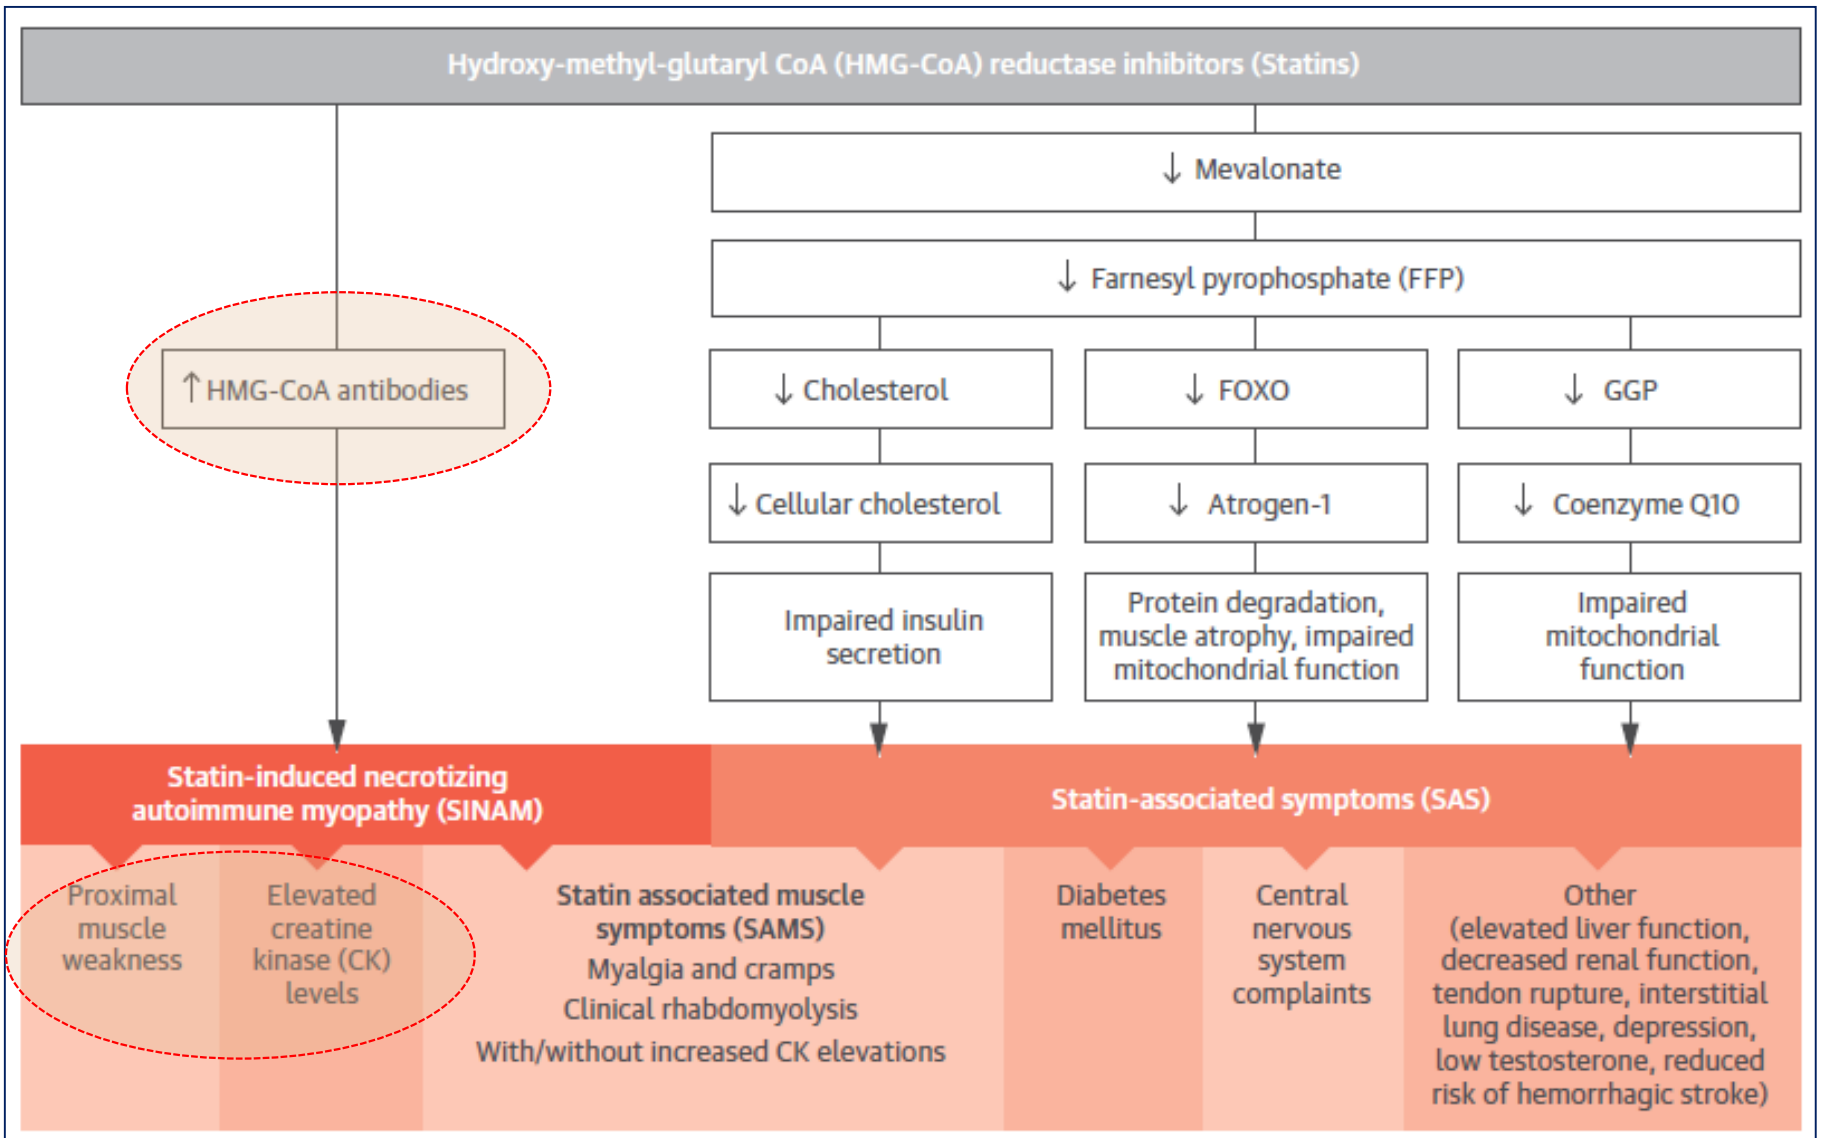 Hydroxy-methyl-glutaryl CoA (HMG-CoA) reductase inhibitors (Statins)
↓ Mevalonate
↓ Farnesyl pyrophosphate (FFP)
↑ HMG-CoA antibodies
↓ Cholesterol
↓ FOXO
↓ GGP
↓ Cellular cholesterol
↓ Atrogen-1
↓ Coenzyme Q10
Impaired insulin
secretion
Protein degradation,
muscle atrophy, impaired
mitochondrial function
Impaired
mitochondrial
function
Statin-induced necrotizing
autoimmune myopathy (SINAM)
Statin-associated symptoms (SAS)
Proximal
muscle
weakness
Elevated
creatine
kinase (CK)
levels
Statin associated muscle
symptoms (SAMS)
Myalgia and cramps
Clinical rhabdomyolysis
With/without increased CK elevations
Diabetes
mellitus
Central
nervous
system
complaints
Other
(elevated liver function,
decreased renal function,
tendon rupture, interstitial
lung disease, depression,
low testosterone, reduced
risk of hemorrhagic stroke)